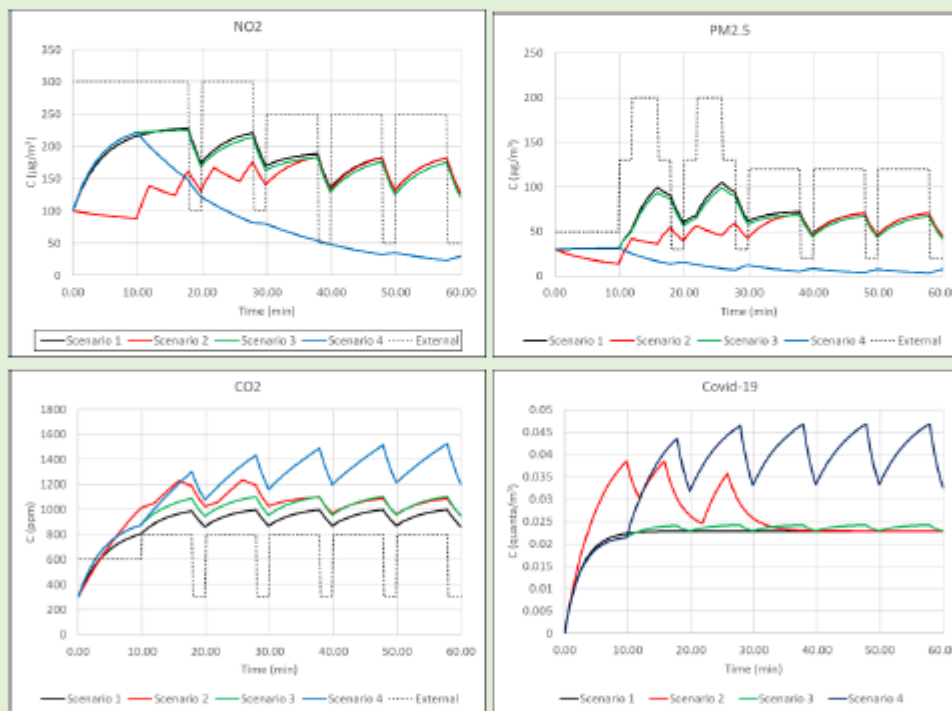 NO2
350
300
250
200
150
100
50
0
C (µg/m³)
0.00 10.00 20.00 30.00 40.00 50.00 60.00
Time (min)
Scenario 1 Scenario 2 Scenario 3 Scenario 4 External
PM2.5
250
200
150
100
50
0
C (µg/m³)
0.00 10.00 20.00 30.00 40.00 50.00 60.00
Time (min)
Scenario 1 Scenario 2 Scenario 3 Scenario 4 External
CO2
1800
1600
1400
1200
1000
800
600
400
200
0
C (ppm)
0.00 10.00 20.00 30.00 40.00 50.00 60.00
Time (min)
Scenario 1 Scenario 2 Scenario 3 Scenario 4 External
Covid-19
0.05
0.045
0.04
0.035
0.03
0.025
0.02
0.015
0.01
0.005
0
C (quanta/m³)
0.00 10.00 20.00 30.00 40.00 50.00 60.00
Time (min)
Scenario 1 Scenario 2 Scenario 3 Scenario 4